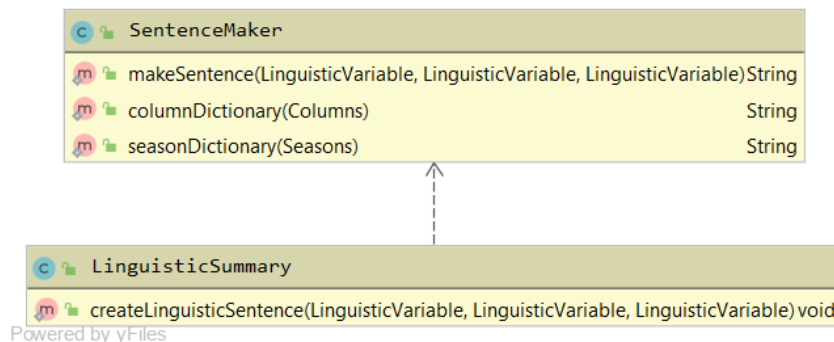 SentenceMaker
makeSentence(LinguisticVariable, LinguisticVariable, LinguisticVariable) String
columnDictionary(Columns) String
seasonDictionary(Seasons) String
LinguisticSummary
createLinguisticSentence(LinguisticVariable, LinguisticVariable, LinguisticVariable) void
Powered by yFiles